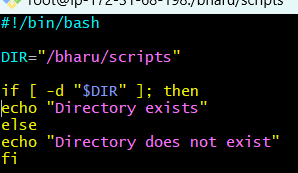 root@ip-172-31-68-198:/bharu/scripts
#!/bin/bash
DIR="/bharu/scripts"
if [ -d "$DIR" ]; then
echo "Directory exists"
else
echo "Directory does not exist"
fi